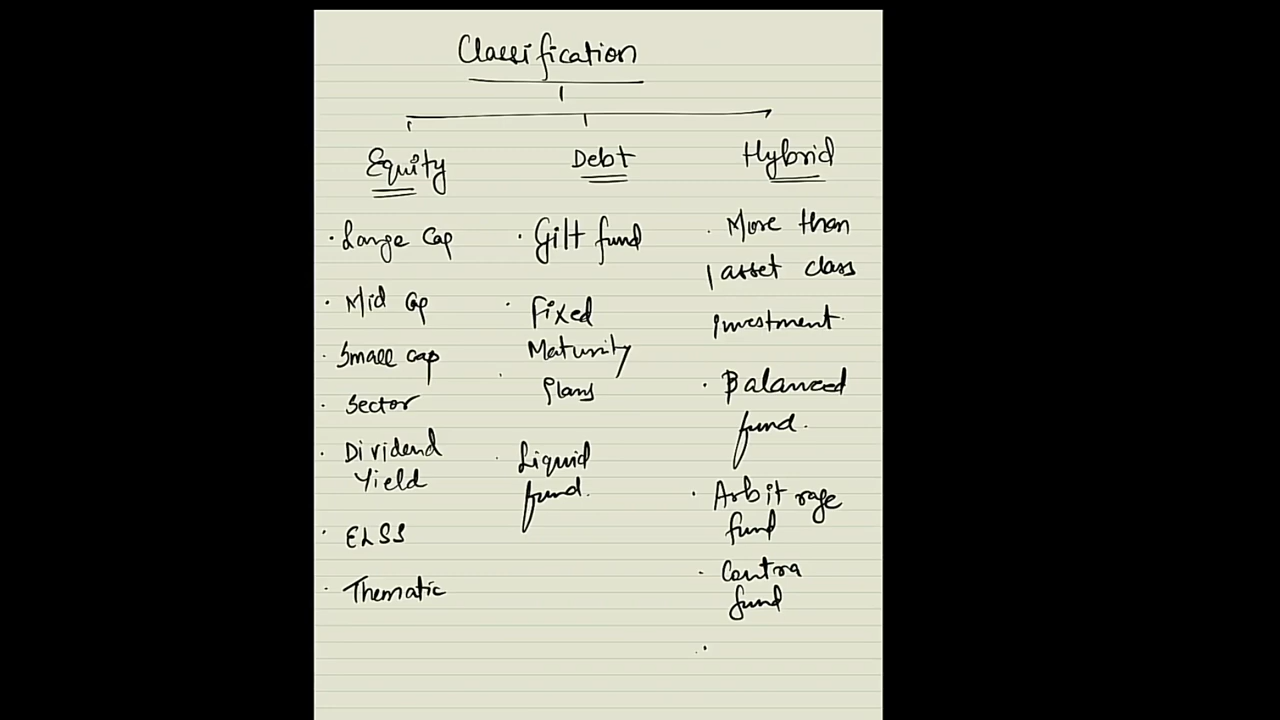 Classification
Equity
Debt
Hybrid
· Large Cap
· Mid Cap
· Small cap
· Sector
· Dividend
Yield
· ELSS
· Thematic
· Gilt fund
· Fixed
Maturity
Plans
· Liquid
fund.
· More than
1 asset class
investment.
· Balanced
fund.
· Arbitrage
fund
· Contra
fund